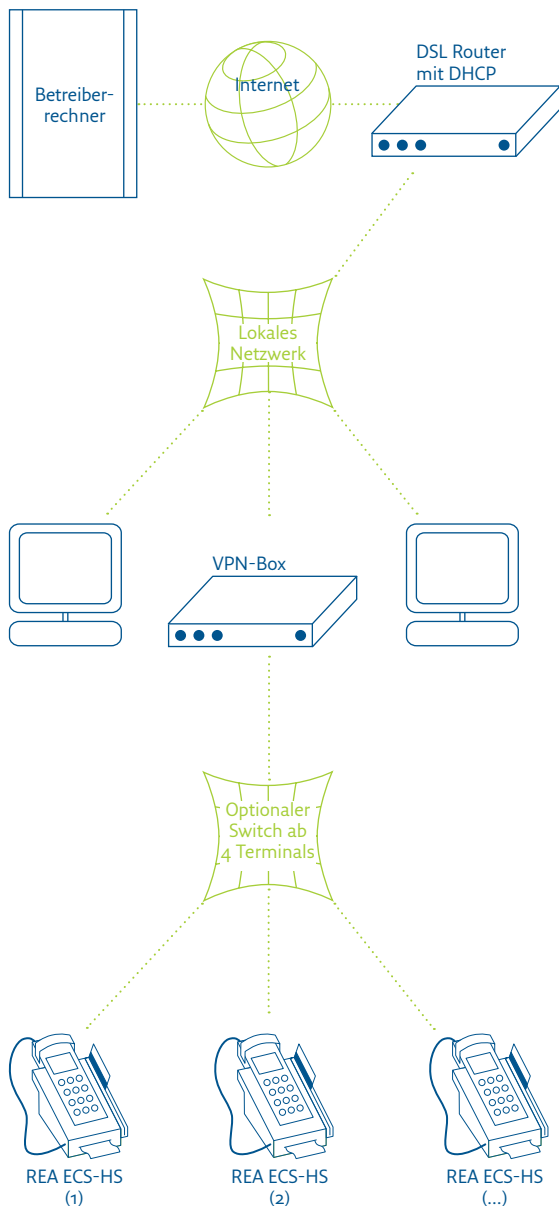 Betreiber-
rechner
Internet
DSL Router
mit DHCP
Lokales
Netzwerk
VPN-Box
Optionaler
Switch ab
4 Terminals
REA ECS-HS
(1)
REA ECS-HS
(2)
REA ECS-HS
(...)